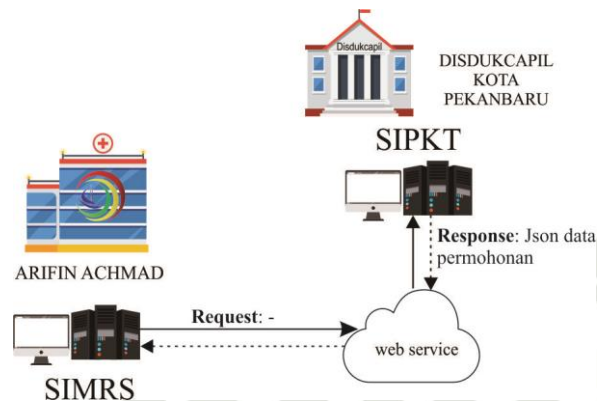 Disdukcapil
DISDUKCAPIL
KOTA
PEKANBARU
SIPKT
Response: Json data
permohonan
ARIFIN ACHMAD
Request: -
web service
SIMRS